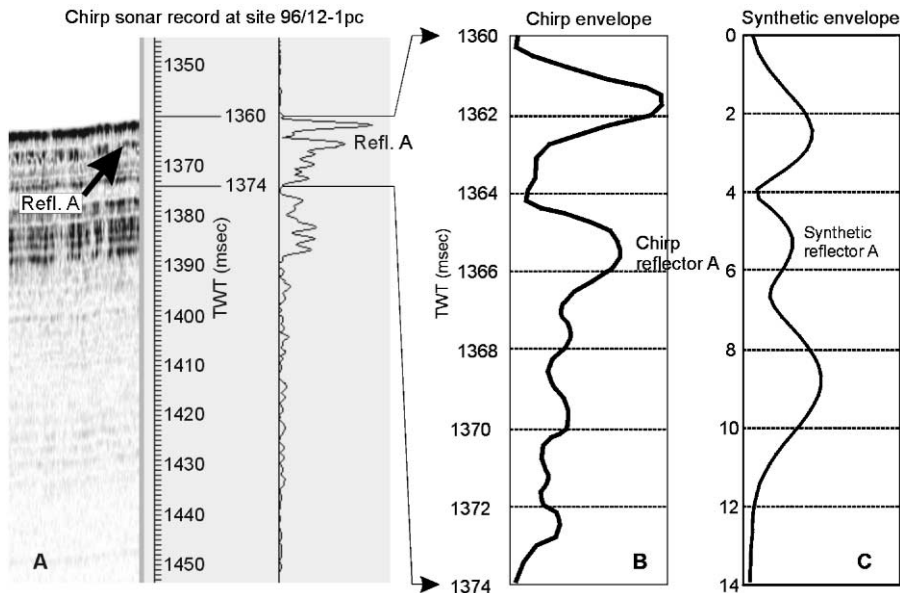 Chirp sonar record at site 96/12-1pc
1350
1360
Refl. A
1370
1374
Refl. A
1380
1390
TWT (msec)
1400
1410
1420
1430
1440
1450
A
Chirp envelope
1360
1362
1364
Chirp
reflector A
1366
TWT (msec)
1368
1370
1372
1374
B
Synthetic envelope
0
2
4
Synthetic
reflector A
6
8
10
12
14
C